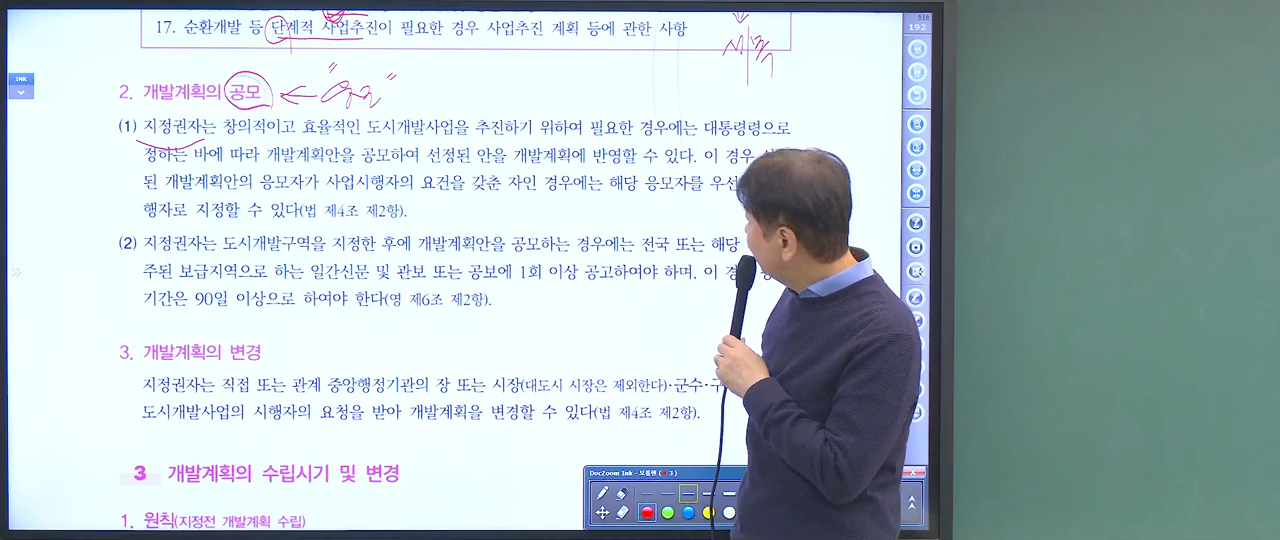 17. 순환개발 등 단계적 사업추진이 필요한 경우 사업추진 계획 등에 관한 사항
192
INK
2. 개발계획의 공모
(1) 지정권자는 창의적이고 효율적인 도시개발사업을 추진하기 위하여 필요한 경우에는 대통령령으로
정하는 바에 따라 개발계획안을 공모하여 선정된 안을 개발계획에 반영할 수 있다. 이 경우
된 개발계획안의 응모자가 사업시행자의 요건을 갖춘 자인 경우에는 해당 응모자를 우선
행자로 지정할 수 있다(법 제4조 제2항).
(2) 지정권자는 도시개발구역을 지정한 후에 개발계획안을 공모하는 경우에는 전국 또는 해당
주된 보급지역으로 하는 일간신문 및 관보 또는 공보에 1회 이상 공고하여야 하며, 이
기간은 90일 이상으로 하여야 한다(영 제6조 제2항).
3. 개발계획의 변경
지정권자는 직접 또는 관계 중앙행정기관의 장 또는 시장(대도시 시장은 제외한다)·군수·구
도시개발사업의 시행자의 요청을 받아 개발계획을 변경할 수 있다(법 제4조 제2항).
3 개발계획의 수립시기 및 변경
DocZoom Ink - 보통펜 ( 3 )
1. 원칙(지정전 개발계획 수립)